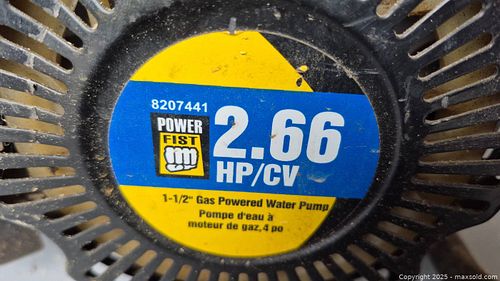 8207441
POWER
FIST
2.66
HP/CV
1-1/2" Gas Powered Water Pump
Pompe d'eau à
moteur de gaz, 4 po
Copyright 2025 - maxsold.com